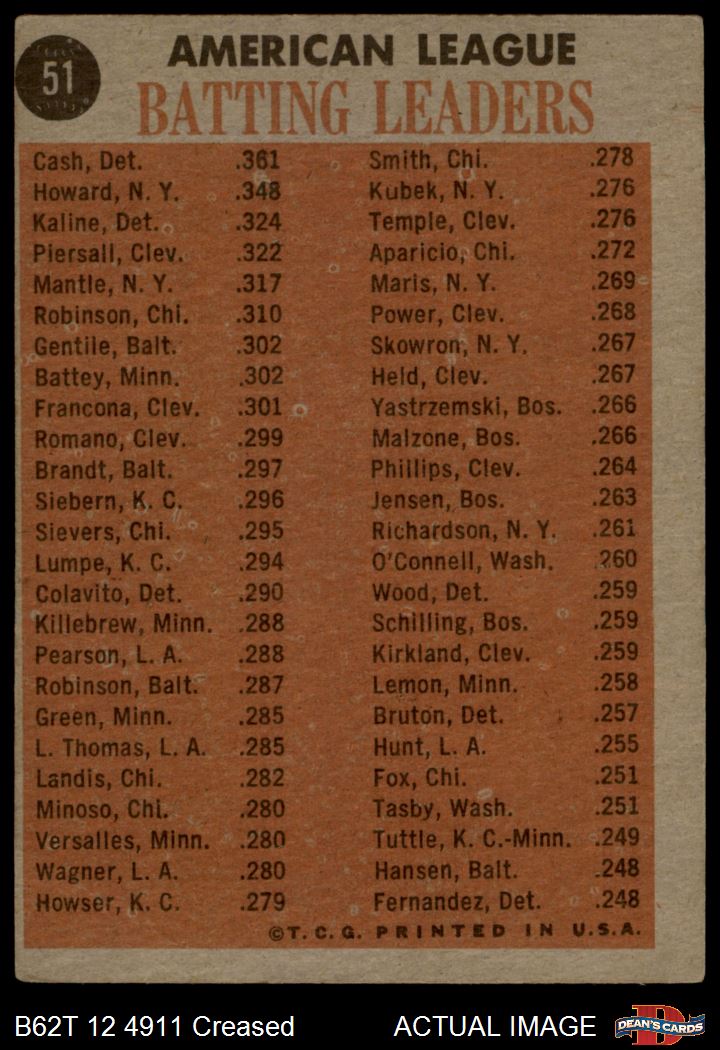 51
AMERICAN LEAGUE
BATTING LEADERS
Cash, Det. .361
Howard, N. Y. .348
Kaline, Det. .324
Piersall, Clev. .322
Mantle, N. Y. .317
Robinson, Chi. .310
Gentile, Balt. .302
Battey, Minn. .302
Francona, Clev. .301
Romano, Clev. .299
Brandt, Balt. .297
Siebern, K. C. .296
Sievers, Chi. .295
Lumpe, K. C. .294
Colavito, Det. .290
Killebrew, Minn. .288
Pearson, L. A. .288
Robinson, Balt. .287
Green, Minn. .285
L. Thomas, L. A. .285
Landis, Chi. .282
Minoso, Chi. .280
Versalles, Minn. .280
Wagner, L. A. .280
Howser, K. C. .279
Smith, Chi. .278
Kubek, N. Y. .276
Temple, Clev. .276
Aparicio, Chi. .272
Maris, N. Y. .269
Power, Clev. .268
Skowron, N. Y. .267
Held, Clev. .267
Yastrzemski, Bos. .266
Malzone, Bos. .266
Phillips, Clev. .264
Jensen, Bos. .263
Richardson, N. Y. .261
O'Connell, Wash. .260
Wood, Det. .259
Schilling, Bos. .259
Kirkland, Clev. .259
Lemon, Minn. .258
Bruton, Det. .257
Hunt, L. A. .255
Fox, Chi. .251
Tasby, Wash. .251
Tuttle, K. C.-Minn. .249
Hansen, Balt. .248
Fernandez, Det. .248
©T. C. G. PRINTED IN U.S.A.
B62T 12 4911 Creased
ACTUAL IMAGE
DEAN'S CARDS